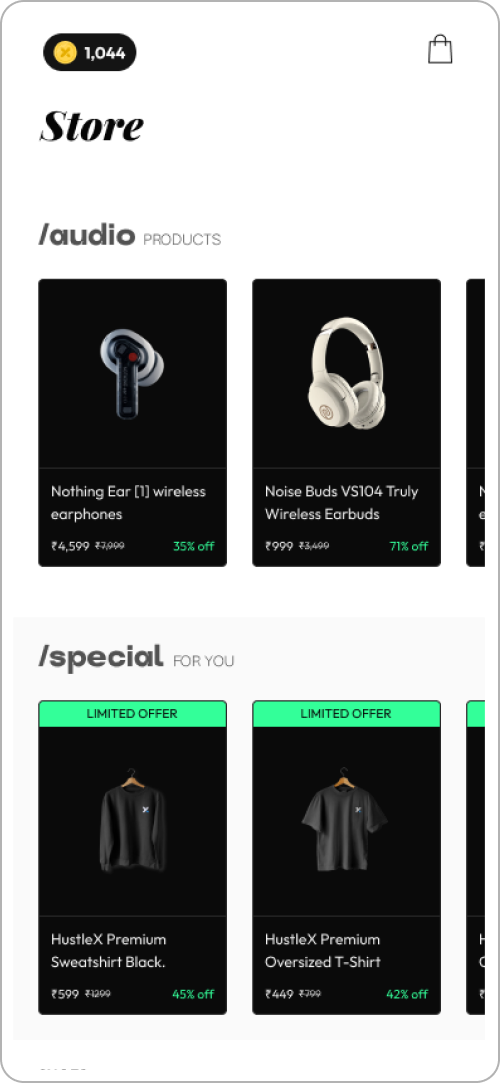 1,044
Store
/audio PRODUCTS
Nothing Ear [1] wireless
earphones
₹4,599 ₹7,999 35% off
Noise Buds VS104 Truly
Wireless Earbuds
₹999 ₹3,499 71% off
/special FOR YOU
LIMITED OFFER
HustleX Premium
Sweatshirt Black.
₹599 ₹1299 45% off
LIMITED OFFER
HustleX Premium
Oversized T-Shirt
₹449 ₹799 42% off